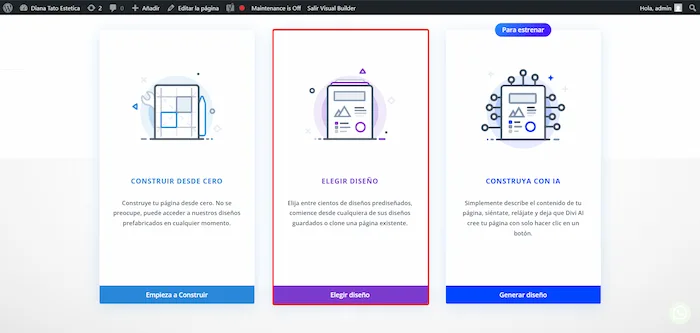 Diana Tato Estetica 2 0 Añadir Editar la página Maintenance is Off Salir Visual Builder Hola, admin
Para estrenar
CONSTRUIR DESDE CERO
Construye tu página desde cero. No se
preocupe, puede acceder a nuestros diseños
prefabricados en cualquier momento.
Empieza a Construir
ELEGIR DISEÑO
Elija entre cientos de diseños prediseñados,
comience desde cualquiera de sus diseños
guardados o clone una página existente.
Elegir diseño
CONSTRUYA CON IA
Simplemente describe el contenido de tu
página, siéntate, relájate y deja que Divi AI
cree tu página con solo hacer clic en un
botón.
Generar diseño